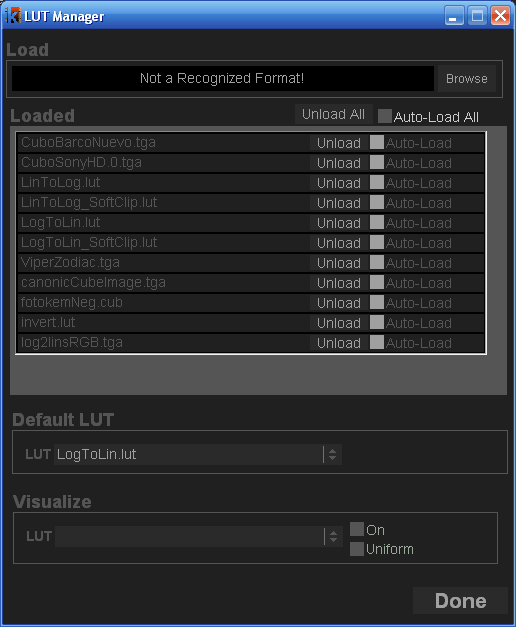 LUT Manager
Load
Not a Recognized Format! Browse
Loaded Unload All Auto-Load All
CuboBarcoNuevo.tga Unload Auto-Load
CuboSonyHD.0.tga Unload Auto-Load
LinToLog.lut Unload Auto-Load
LinToLog_SoftClip.lut Unload Auto-Load
LogToLin.lut Unload Auto-Load
LogToLin_SoftClip.lut Unload Auto-Load
ViperZodiac.tga Unload Auto-Load
canonicCubeImage.tga Unload Auto-Load
fotokemNeg.cub Unload Auto-Load
invert.lut Unload Auto-Load
log2linsRGB.tga Unload Auto-Load
Default LUT
LUT LogToLin.lut
Visualize
LUT On
Uniform
Done